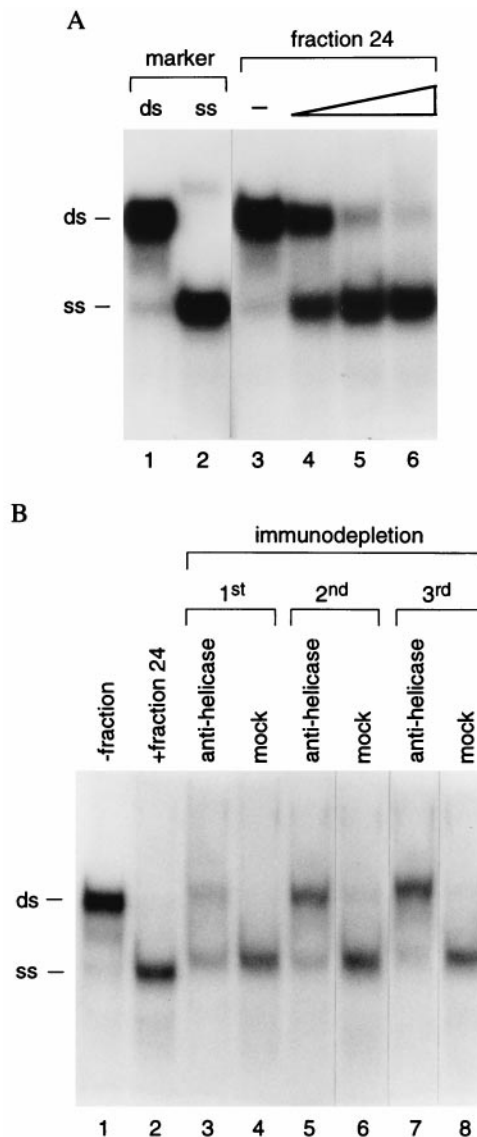 A
marker
fraction 24
ds ss –
ds –
ss –
1 2 3 4 5 6
B
immunodepletion
1st 2nd 3rd
-fraction
+fraction 24
anti-helicase
mock
anti-helicase
mock
anti-helicase
mock
ds –
ss –
1 2 3 4 5 6 7 8